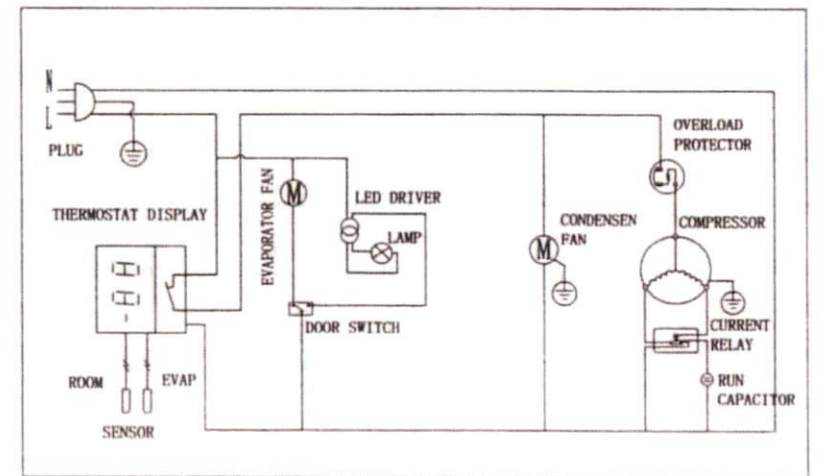 N
L
PLUG
THERMOSTAT DISPLAY
ROOM
EVAP
SENSOR
EVAPORATOR FAN
LED DRIVER
LAMP
DOOR SWITCH
CONDENSEN
FAN
OVERLOAD
PROTECTOR
COMPRESSOR
CURRENT
RELAY
RUN
CAPACITOR
M
M